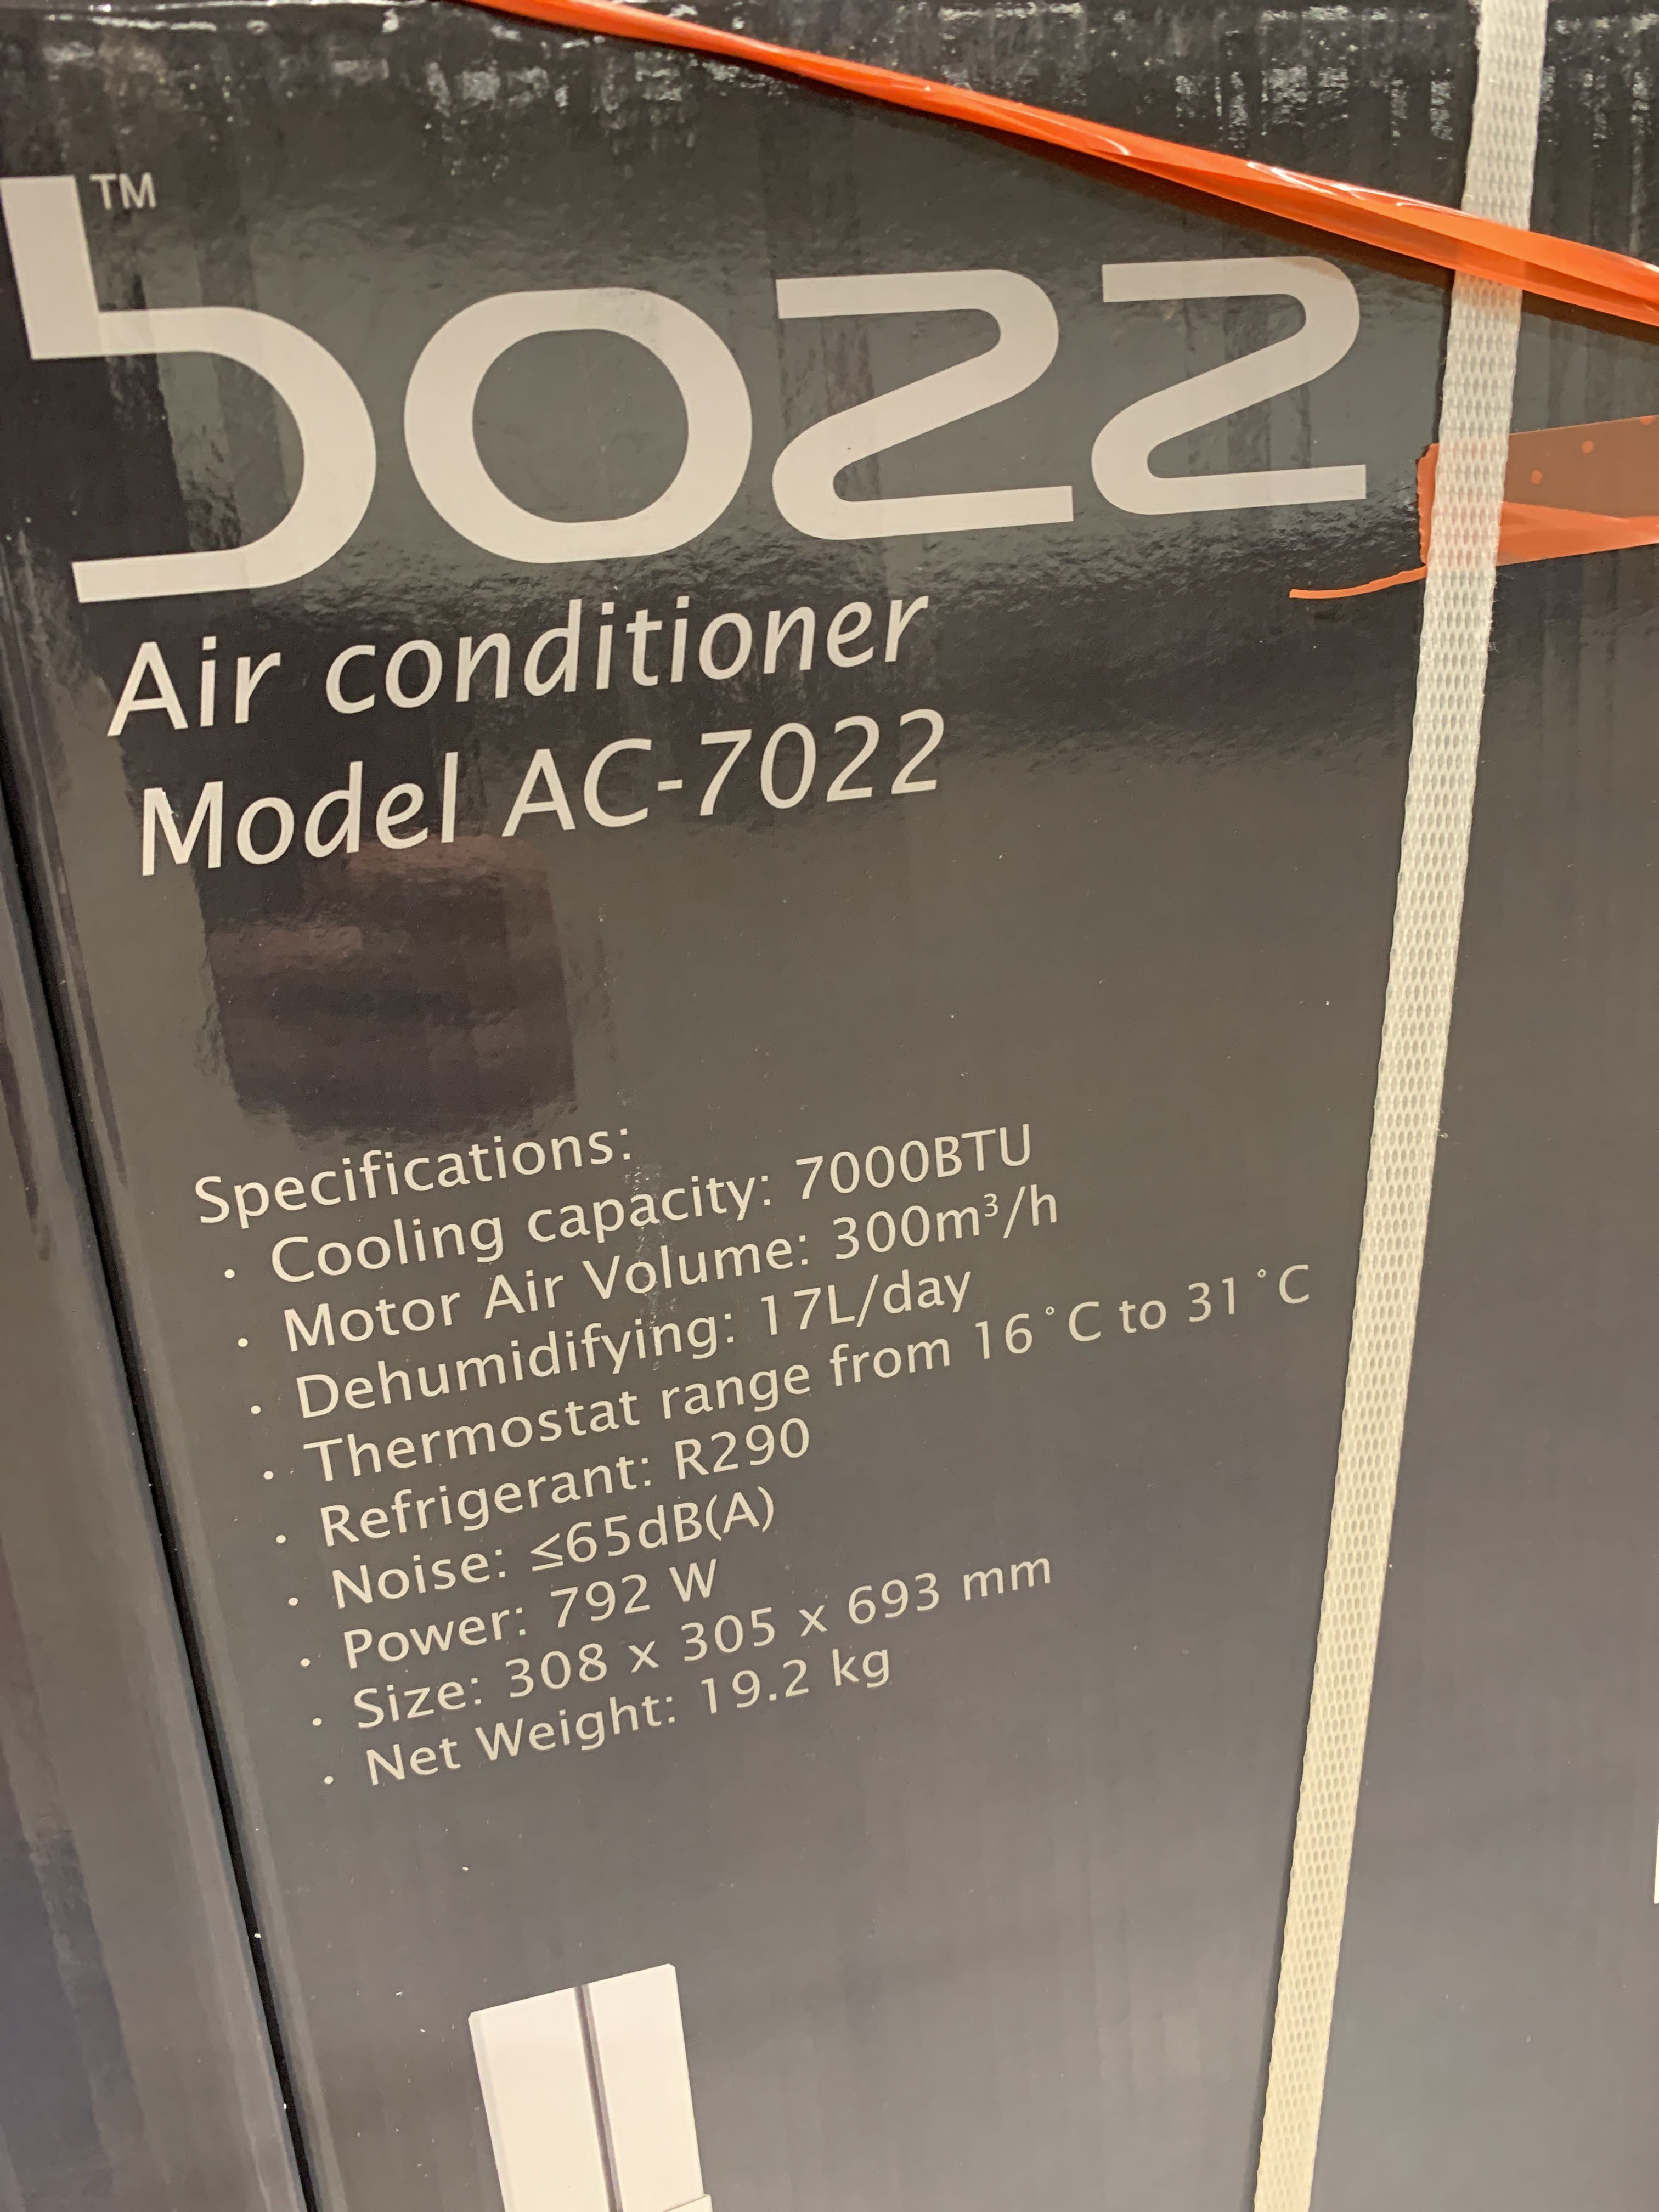 bozz™
Air conditioner
Model AC-7022
Specifications:
· Cooling capacity: 7000BTU
· Motor Air Volume: 300m³/h
· Dehumidifying: 17L/day
· Thermostat range from 16˚C to 31˚C
· Refrigerant: R290
· Noise: ≤65dB(A)
· Power: 792 W
· Size: 308 x 305 x 693 mm
· Net Weight: 19.2 kg